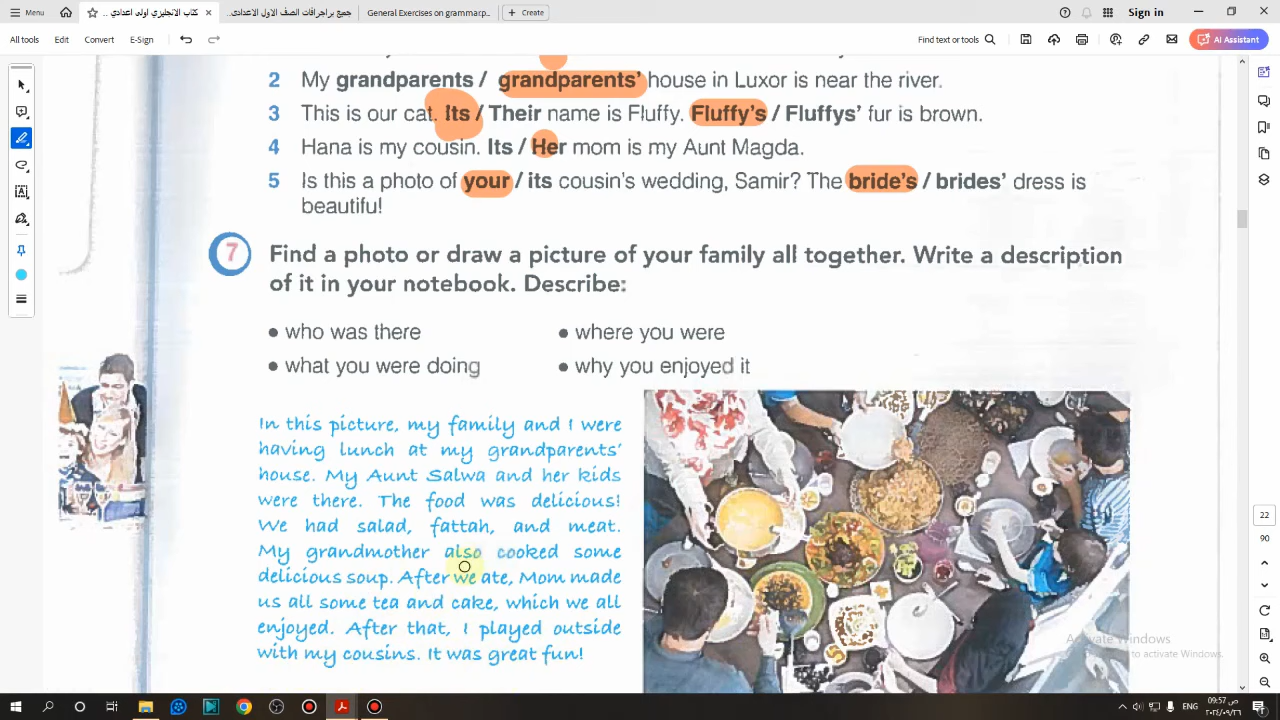 Menu
كتاب الانجليزي اولى اعدادي
جميع براجرافات الصف الاول الاعدادى..
General Exercises on grammar.p..
+ Create
Sign in
All tools
Edit
Convert
E-Sign
Find text or tools
AI Assistant
2 My grandparents / grandparents' house in Luxor is near the river.
3 This is our cat. Its / Their name is Fluffy. Fluffy's / Fluffys' fur is brown.
4 Hana is my cousin. Its / Her mom is my Aunt Magda.
5 Is this a photo of your / its cousin's wedding, Samir? The bride's / brides' dress is
beautiful!
7 Find a photo or draw a picture of your family all together. Write a description
of it in your notebook. Describe:
• who was there
• where you were
• what you were doing
• why you enjoyed it
In this picture, my family and I were
having lunch at my grandparents'
house. My Aunt Salwa and her kids
were there. The food was delicious!
We had salad, fattah, and meat.
My grandmother also cooked some
delicious soup. After we ate, Mom made
us all some tea and cake, which we all
enjoyed. After that, I played outside
with my cousins. It was great fun!
22
90
Activate Windows
to activate Windows.
ENG
09:57 ص